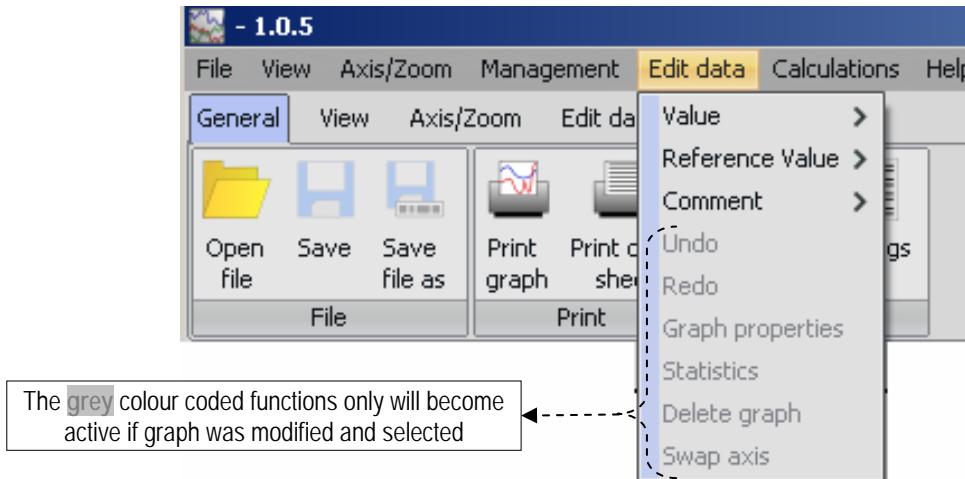 - 1.0.5
File View Axis/Zoom Management Edit data Calculations Help
General View Axis/Zoom Edit da
Value
Reference Value
Comment
Undo
Redo
Graph properties
Statistics
Delete graph
Swap axis
Open
file
Save
Save
file as
Print
graph
Print
gs
File
Print
The grey colour coded functions only will become
active if graph was modified and selected